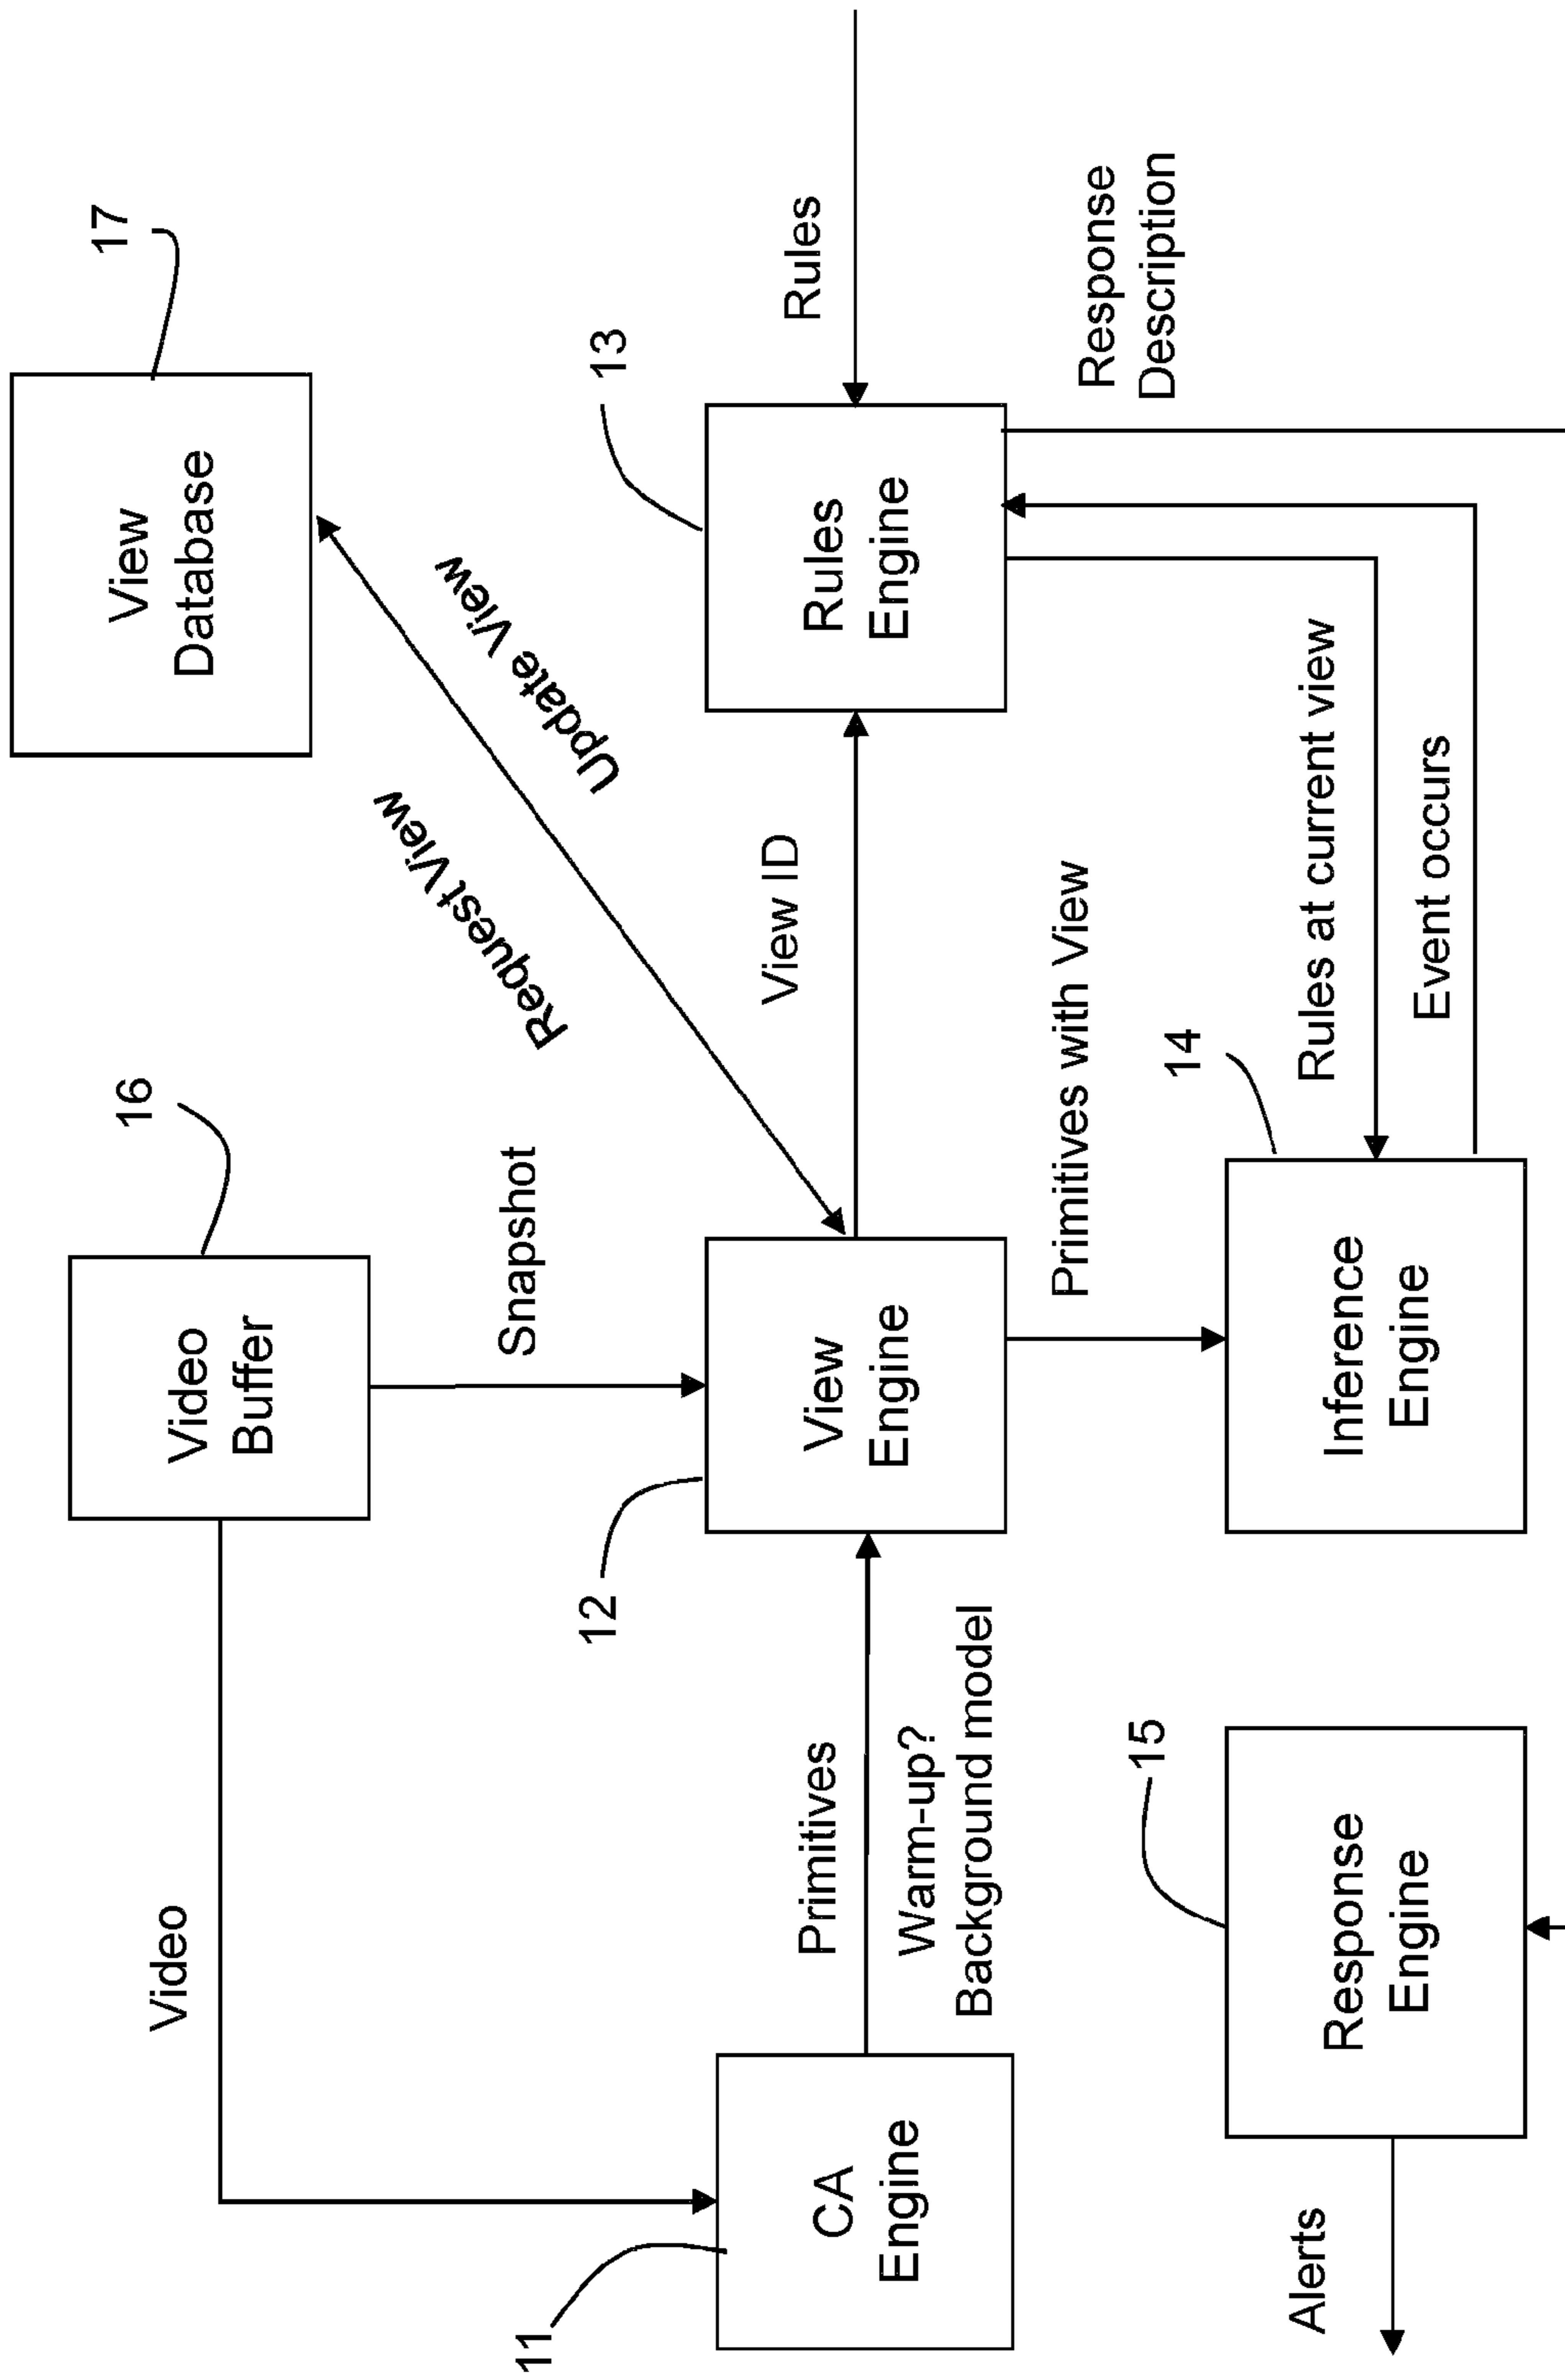 16
17
Video
Video
Buffer
View
Database
Snapshot
Request View
Update View
11
12
13
CA
Engine
Primitives
Warm-up?
Background model
View
Engine
View ID
Rules
Engine
Rules
15
Primitives with View
14
Response
Description
Alerts
Response
Engine
Inference
Engine
Rules at current view
Event occurs